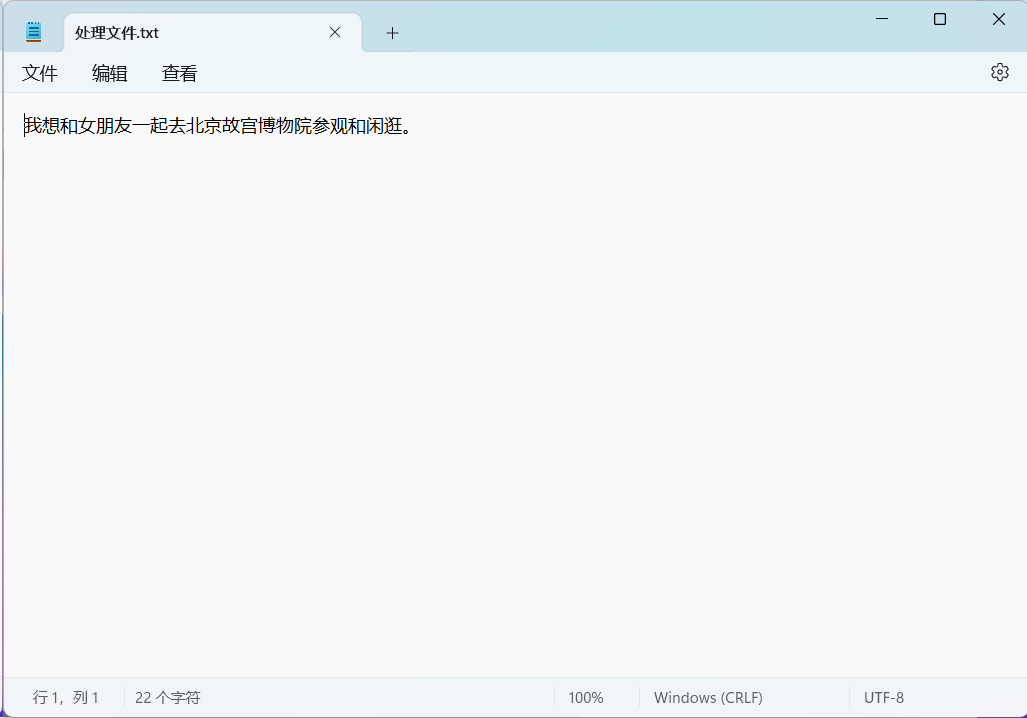 处理文件.txt
文件 编辑 查看
我想和女朋友一起去北京故宫博物院参观和闲逛。
行 1，列 1 22 个字符 100% Windows (CRLF) UTF-8